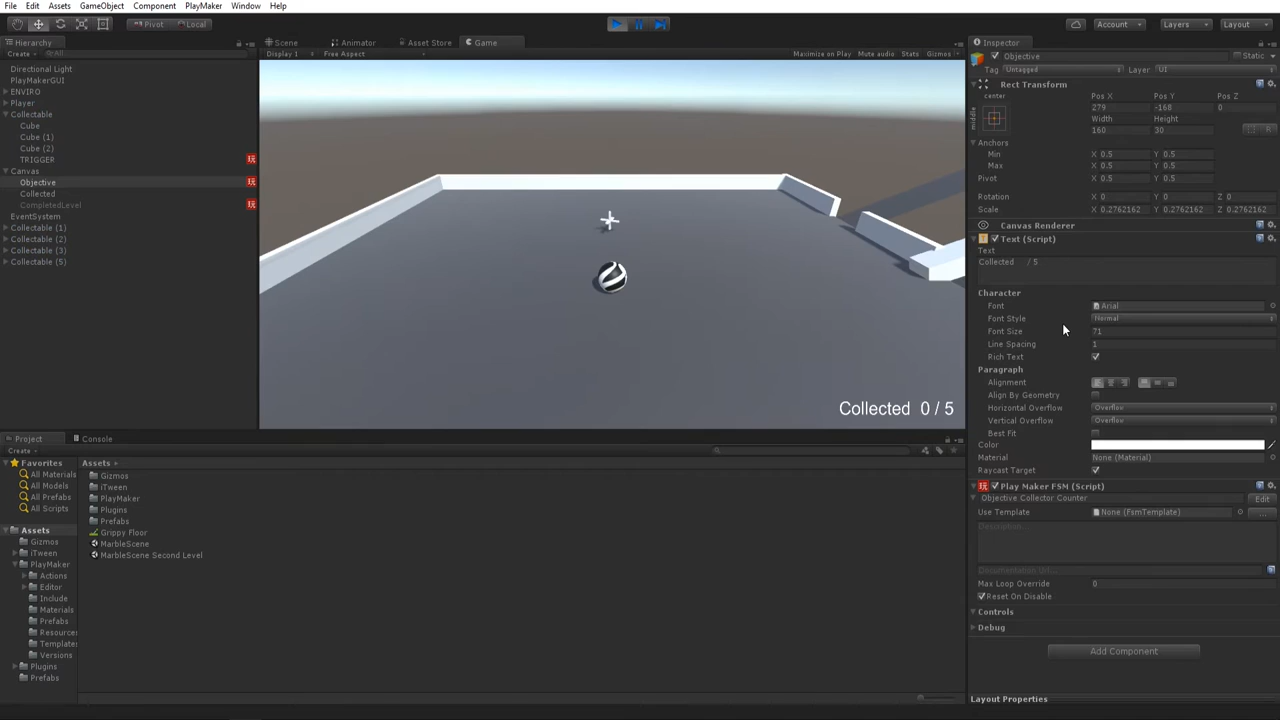 File Edit Assets GameObject Component PlayMaker Window Help
Pivot Local Account Layers Layout
Hierarchy
Create All
Directional Light
PlayMakerGUI
ENVIRO
Player
Collectable
Cube
Cube (1)
Cube (2)
TRIGGER
Canvas
Objective
Collected
CompletedLevel
EventSystem
Collectable (1)
Collectable (2)
Collectable (3)
Collectable (5)
Scene Animator Asset Store Game
Display 1 Free Aspect Maximize on Play Mute audio Stats Gizmos
Collected 0 / 5
Project Console
Create
Favorites
All Materials
All Models
All Prefabs
All Scripts
Assets
Gizmos
iTween
PlayMaker
Actions
Editor
Include
Materials
Prefabs
Resource
Template
Versions
Plugins
Prefabs
Assets
Gizmos
iTween
PlayMaker
Plugins
Prefabs
Grippy Floor
MarbleScene
MarbleScene Second Level
Inspector
Objective Static
Tag Untagged Layer UI
Rect Transform
center Pos X Pos Y Pos Z
middle 279 -168 0
Width Height
160 30 R
Anchors
Min X 0.5 Y 0.5
Max X 0.5 Y 0.5
Pivot X 0.5 Y 0.5
Rotation X 0 Y 0 Z 0
Scale X 0.2762162 Y 0.2762162 Z 0.2762162
Canvas Renderer
Text (Script)
Text
Collected / 5
Character
Font Arial
Font Style Normal
Font Size 71
Line Spacing 1
Rich Text
Paragraph
Alignment
Align By Geometry
Horizontal Overflow Overflow
Vertical Overflow Overflow
Best Fit
Color
Material None (Material)
Raycast Target
Play Maker FSM (Script)
Objective Collector Counter Edit
Use Template None (FsmTemplate) ...
Description...
Documentation Url...
Max Loop Override 0
Reset On Disable
Controls
Debug
Add Component
Layout Properties